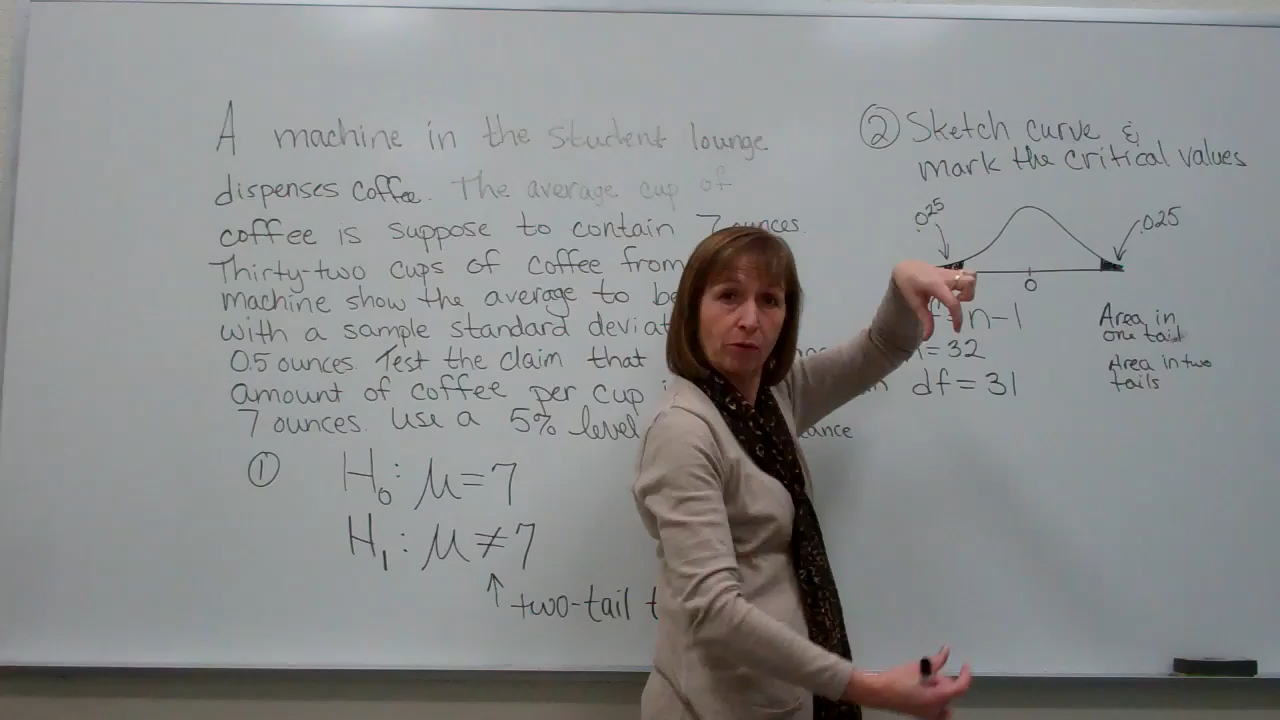 A machine in the student lounge
dispenses coffee. The average cup of
coffee is suppose to contain 7 ounces.
Thirty-two cups of coffee from
machine show the average to be
with a sample standard
0.5 ounces. Test the claim that
amount of coffee per cup
7 ounces. Use a 5% level
① H₀: μ=7
H₁: μ≠7
↑ two-tail
② Sketch curve &
mark the critical values
.025
.025
0
n-1
= 32
df = 31
Area in
one tail
Area in two
tails